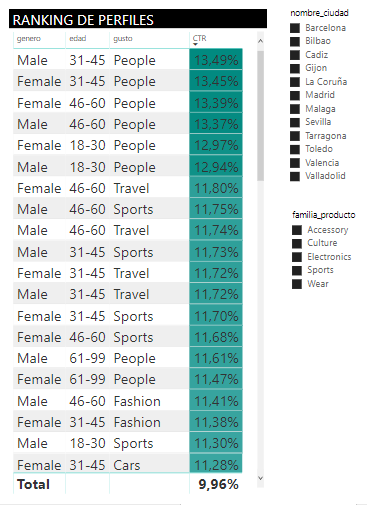 RANKING DE PERFILES
genero edad gusto CTR
Male 31-45 People 13,49%
Female 31-45 People 13,45%
Female 46-60 People 13,39%
Male 46-60 People 13,37%
Female 18-30 People 12,97%
Male 18-30 People 12,94%
Female 46-60 Travel 11,80%
Male 46-60 Sports 11,75%
Male 46-60 Travel 11,74%
Male 31-45 Sports 11,73%
Female 31-45 Travel 11,72%
Male 31-45 Travel 11,72%
Female 31-45 Sports 11,70%
Female 46-60 Sports 11,68%
Male 61-99 People 11,61%
Female 61-99 People 11,47%
Male 46-60 Fashion 11,41%
Female 31-45 Fashion 11,38%
Male 18-30 Sports 11,30%
Female 31-45 Cars 11,28%
Total 9,96%
nombre_ciudad
Barcelona
Bilbao
Cadiz
Gijon
La Coruña
Madrid
Malaga
Sevilla
Tarragona
Toledo
Valencia
Valladolid
familia_producto
Accessory
Culture
Electronics
Sports
Wear